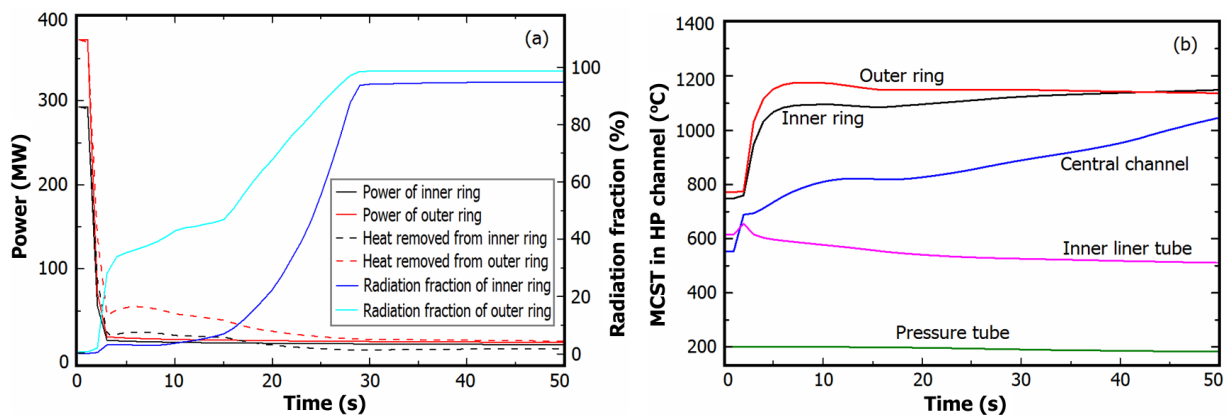 (a)
400
300
200
100
0
Power (MW)
0
10
20
30
40
50
Time (s)
100
80
60
40
20
0
Radiation fraction (%)
Power of inner ring
Power of outer ring
Heat removed from inner ring
Heat removed from outer ring
Radiation fraction of inner ring
Radiation fraction of outer ring
(b)
1400
1200
1000
800
600
400
200
MCST in HP channel (°C)
0
10
20
30
40
50
Time (s)
Outer ring
Inner ring
Central channel
Inner liner tube
Pressure tube